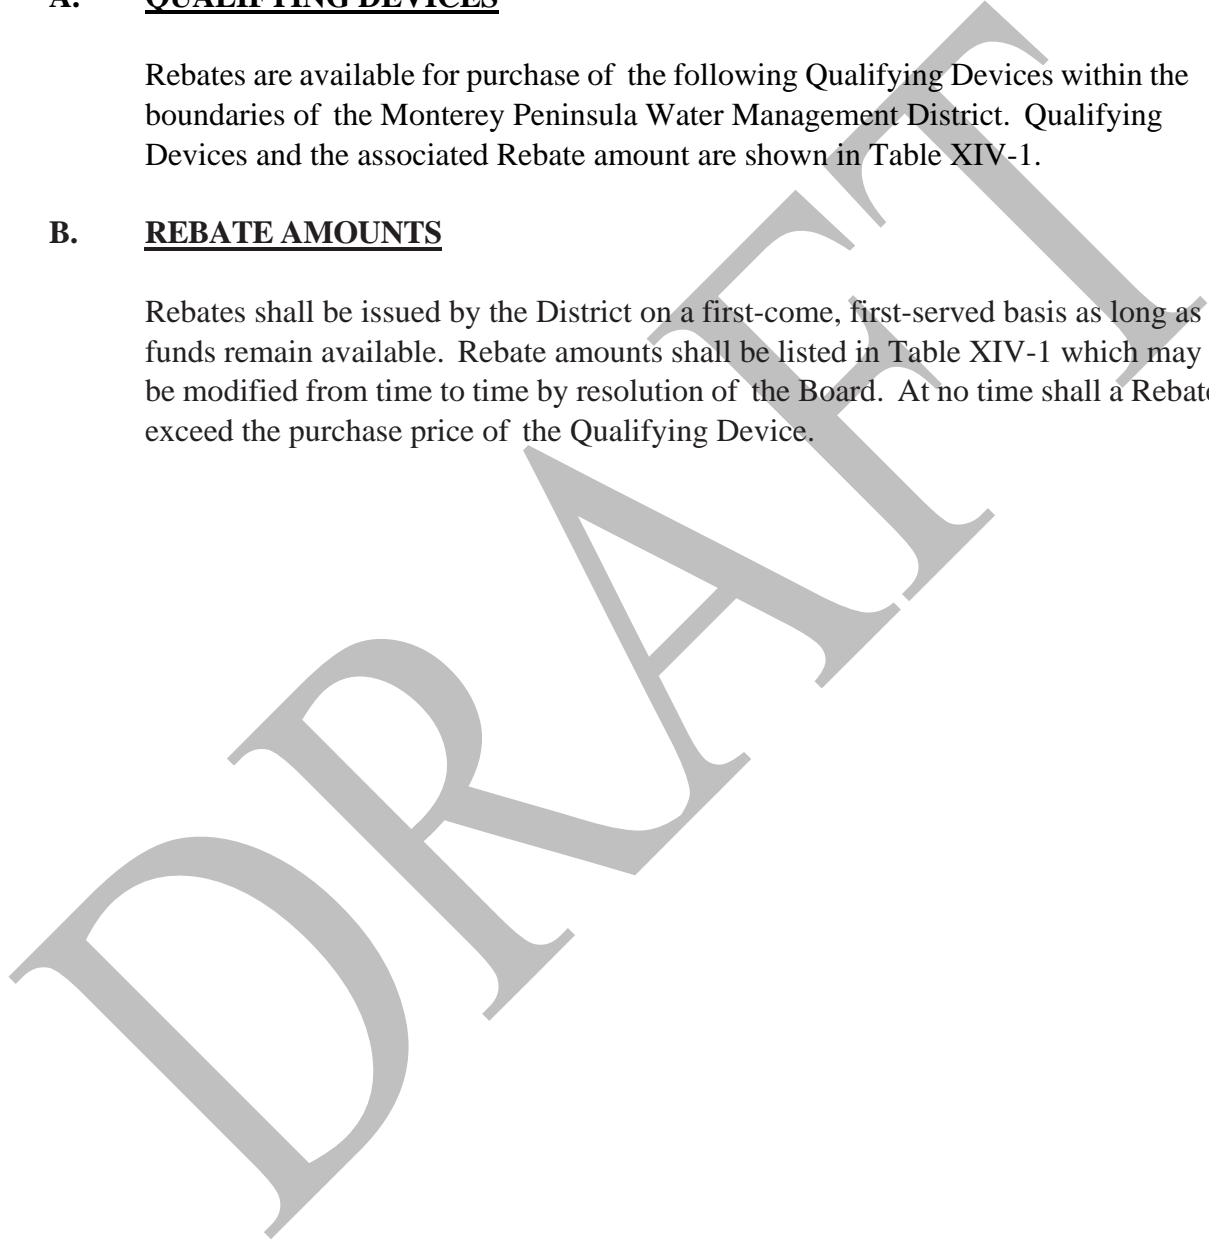 A. QUALIFYING DEVICES
Rebates are available for purchase of the following Qualifying Devices within the
boundaries of the Monterey Peninsula Water Management District. Qualifying
Devices and the associated Rebate amount are shown in Table XIV-1.
B. REBATE AMOUNTS
Rebates shall be issued by the District on a first-come, first-served basis as long as
funds remain available. Rebate amounts shall be listed in Table XIV-1 which may
be modified from time to time by resolution of the Board. At no time shall a Rebate
exceed the purchase price of the Qualifying Device.
DRAFT